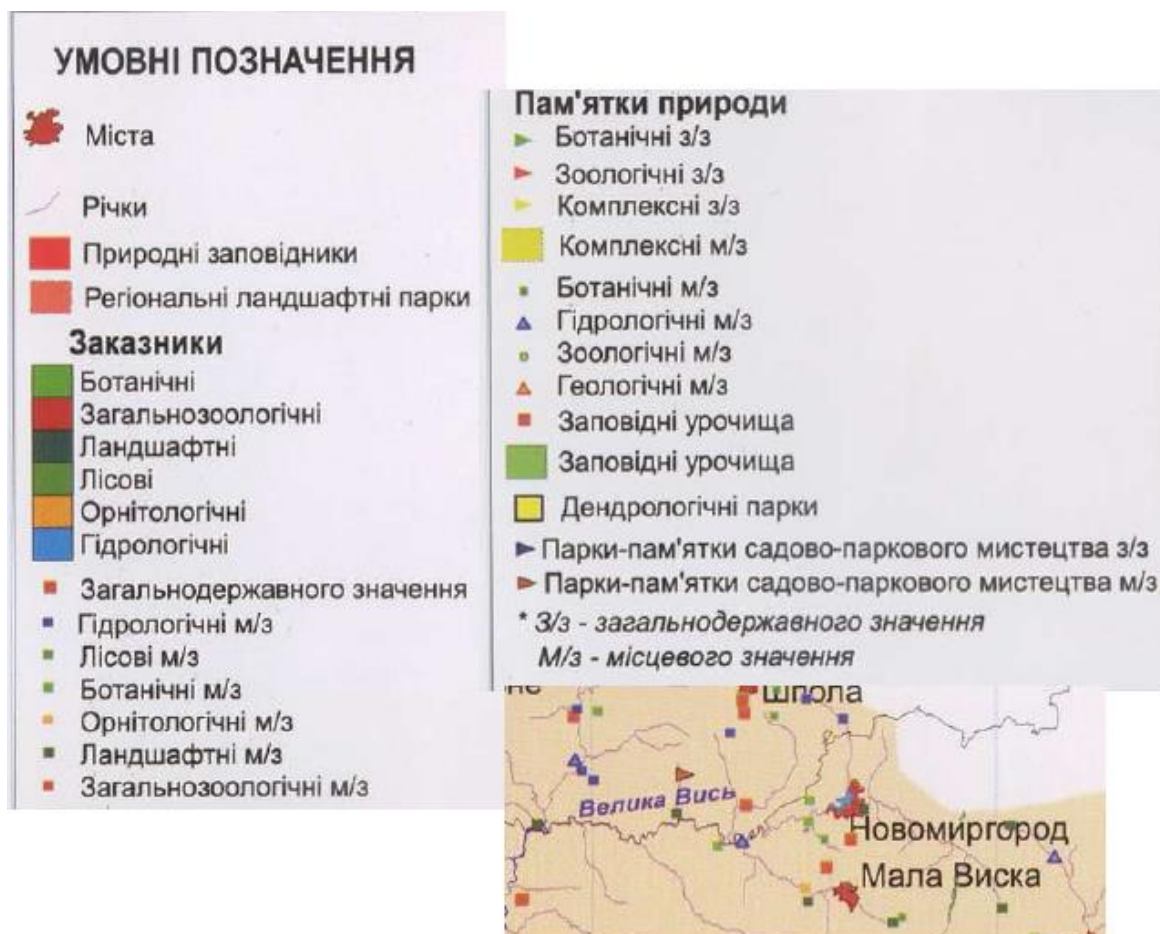 УМОВНІ ПОЗНАЧЕННЯ
Міста
Річки
Природні заповідники
Регіональні ландшафтні парки
Заказники
Ботанічні
Загальнозоологічні
Ландшафтні
Лісові
Орнітологічні
Гідрологічні
Загальнодержавного значення
Гідрологічні м/з
Лісові м/з
Ботанічні м/з
Орнітологічні м/з
Ландшафтні м/з
Загальнозоологічні м/з
Пам'ятки природи
Ботанічні з/з
Зоологічні з/з
Комплексні з/з
Комплексні м/з
Ботанічні м/з
Гідрологічні м/з
Зоологічні м/з
Геологічні м/з
Заповідні урочища
Заповідні урочища
Дендрологічні парки
Парки-пам'ятки садово-паркового мистецтва з/з
Парки-пам'ятки садово-паркового мистецтва м/з
* З/з - загальнодержавного значення
М/з - місцевого значення
Шпола
Велика Вись
Новомиргород
Мала Виска